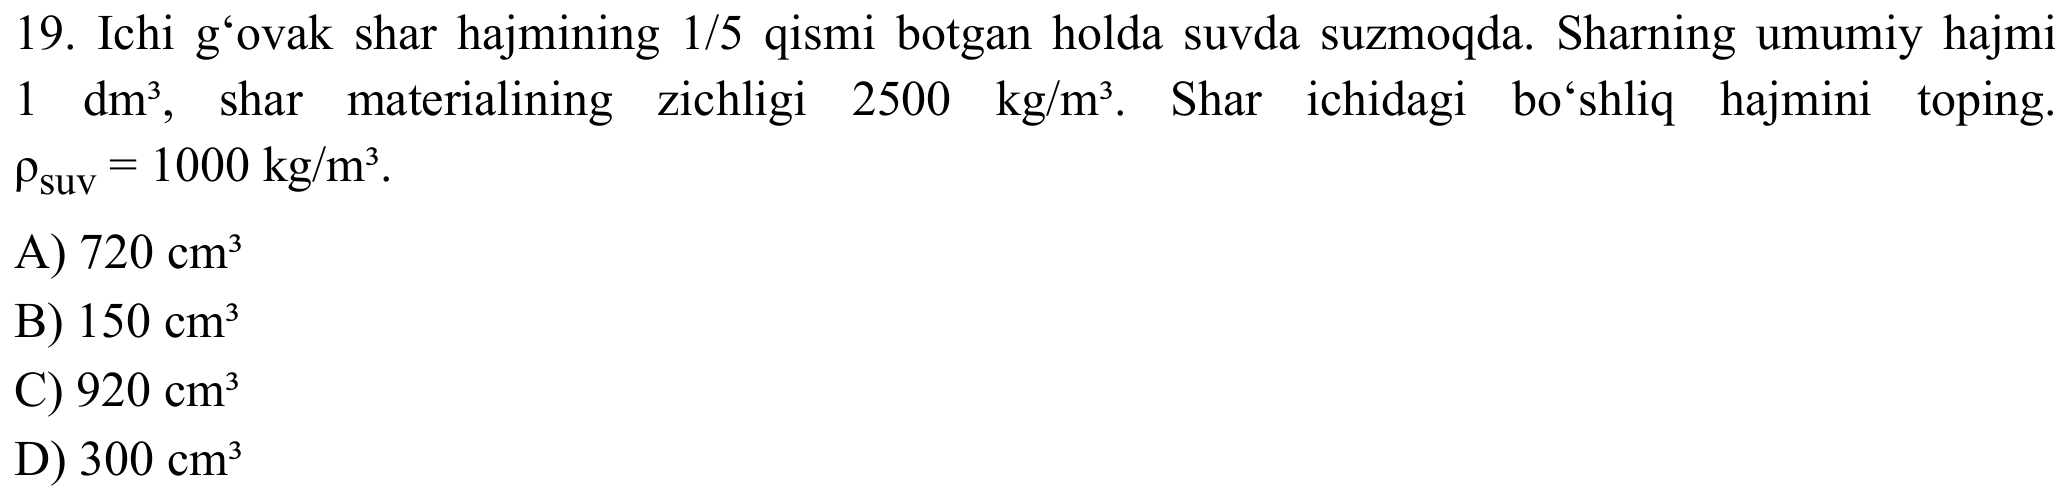 19. Ichi g‘ovak shar hajmining 1/5 qismi botgan holda suvda suzmoqda. Sharning umumiy hajmi
1 dm³, shar materialining zichligi 2500 kg/m³. Shar ichidagi bo‘shliq hajmini toping.
ρsuv = 1000 kg/m³.
A) 720 cm³
B) 150 cm³
C) 920 cm³
D) 300 cm³